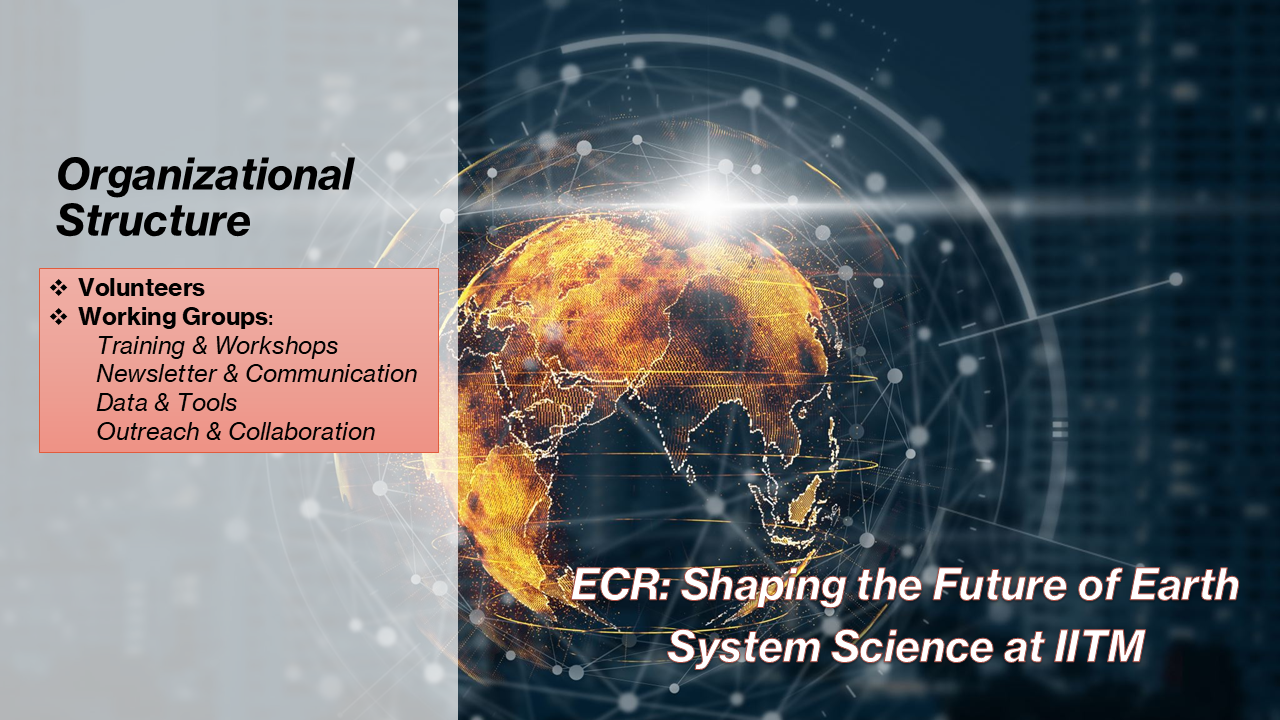 Organizational
Structure
❖ Volunteers
❖ Working Groups:
Training & Workshops
Newsletter & Communication
Data & Tools
Outreach & Collaboration
ECR: Shaping the Future of Earth
System Science at IITM